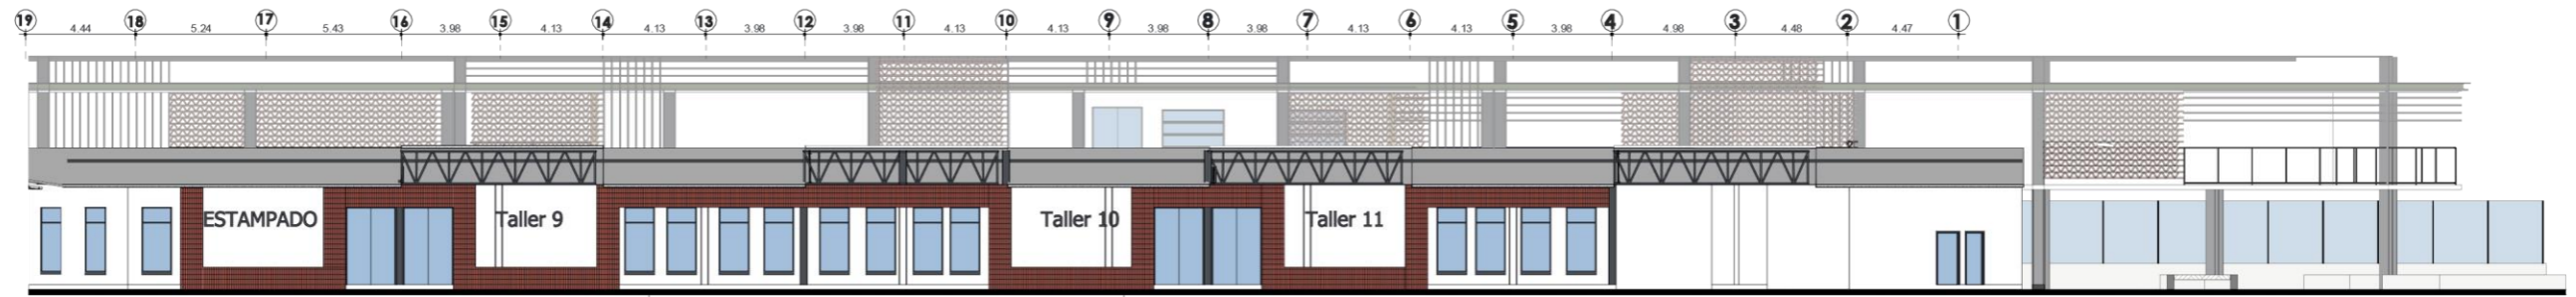 19 18 17 16 15 14 13 12 11 10 9 8 7 6 5 4 3 2 1
4.44 5.24 5.43 3.98 4.13 4.13 3.98 3.98 4.13 4.13 3.98 3.98 4.13 4.13 3.98 4.98 4.48 4.47
ESTAMPADO Taller 9 Taller 10 Taller 11